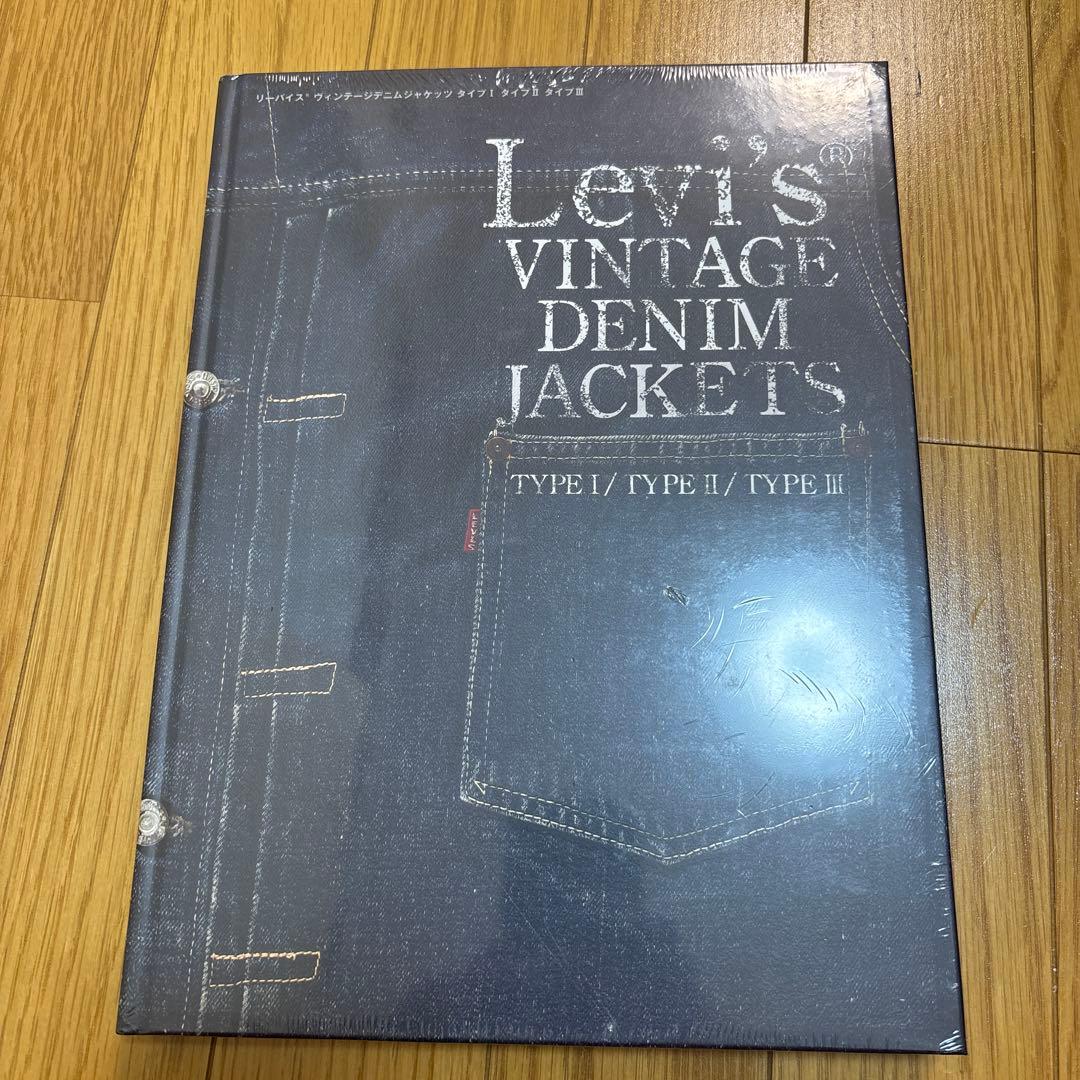 リーバイス® ヴィンテージデニムジャケッツ タイプⅠ タイプⅡ タイプⅢ
Levi's®
VINTAGE
DENIM
JACKETS
TYPE Ⅰ/ TYPE Ⅱ/ TYPE Ⅲ
LEVI'S